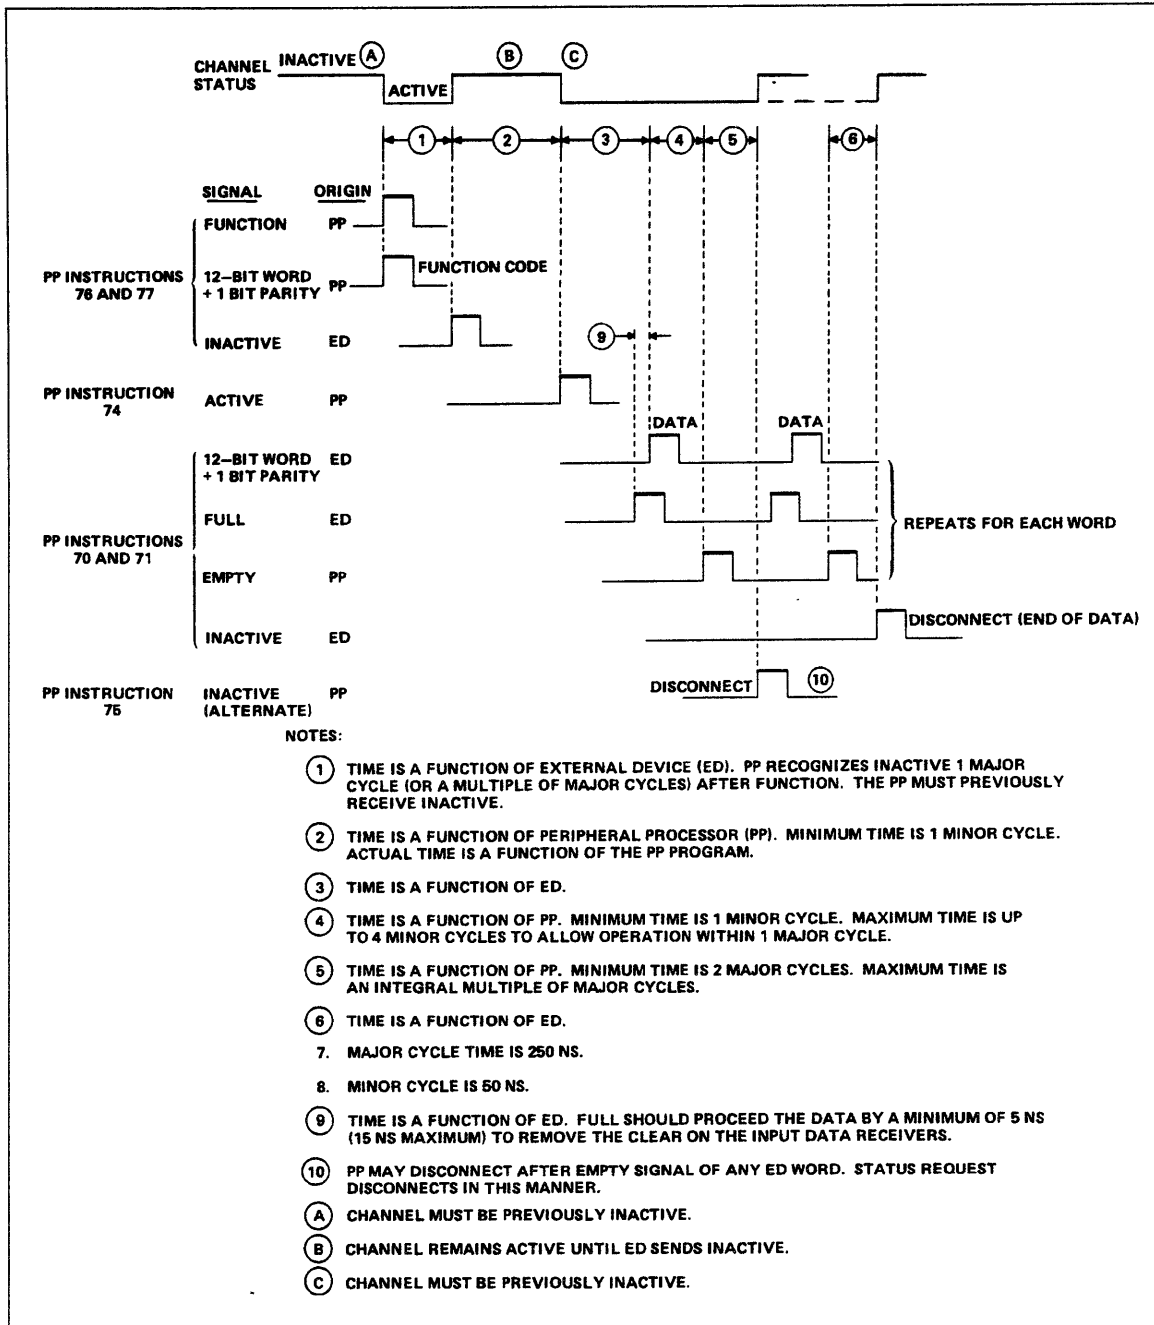 CHANNEL STATUS
INACTIVE A B C
ACTIVE
1 2 3 4 5 6
SIGNAL ORIGIN
PP INSTRUCTIONS
76 AND 77
FUNCTION PP
12-BIT WORD
+ 1 BIT PARITY PP FUNCTION CODE
INACTIVE ED
9
PP INSTRUCTION
74
ACTIVE PP
DATA DATA
PP INSTRUCTIONS
70 AND 71
12-BIT WORD ED
+ 1 BIT PARITY
FULL ED
REPEATS FOR EACH WORD
EMPTY PP
INACTIVE ED
DISCONNECT (END OF DATA)
PP INSTRUCTION
75
INACTIVE PP
(ALTERNATE)
DISCONNECT 10
NOTES:
1 TIME IS A FUNCTION OF EXTERNAL DEVICE (ED). PP RECOGNIZES INACTIVE 1 MAJOR
CYCLE (OR A MULTIPLE OF MAJOR CYCLES) AFTER FUNCTION. THE PP MUST PREVIOUSLY
RECEIVE INACTIVE.
2 TIME IS A FUNCTION OF PERIPHERAL PROCESSOR (PP). MINIMUM TIME IS 1 MINOR CYCLE.
ACTUAL TIME IS A FUNCTION OF THE PP PROGRAM.
3 TIME IS A FUNCTION OF ED.
4 TIME IS A FUNCTION OF PP. MINIMUM TIME IS 1 MINOR CYCLE. MAXIMUM TIME IS UP
TO 4 MINOR CYCLES TO ALLOW OPERATION WITHIN 1 MAJOR CYCLE.
5 TIME IS A FUNCTION OF PP. MINIMUM TIME IS 2 MAJOR CYCLES. MAXIMUM TIME IS
AN INTEGRAL MULTIPLE OF MAJOR CYCLES.
6 TIME IS A FUNCTION OF ED.
7. MAJOR CYCLE TIME IS 250 NS.
8. MINOR CYCLE IS 50 NS.
9 TIME IS A FUNCTION OF ED. FULL SHOULD PROCEED THE DATA BY A MINIMUM OF 5 NS
(15 NS MAXIMUM) TO REMOVE THE CLEAR ON THE INPUT DATA RECEIVERS.
10 PP MAY DISCONNECT AFTER EMPTY SIGNAL OF ANY ED WORD. STATUS REQUEST
DISCONNECTS IN THIS MANNER.
A CHANNEL MUST BE PREVIOUSLY INACTIVE.
B CHANNEL REMAINS ACTIVE UNTIL ED SENDS INACTIVE.
C CHANNEL MUST BE PREVIOUSLY INACTIVE.